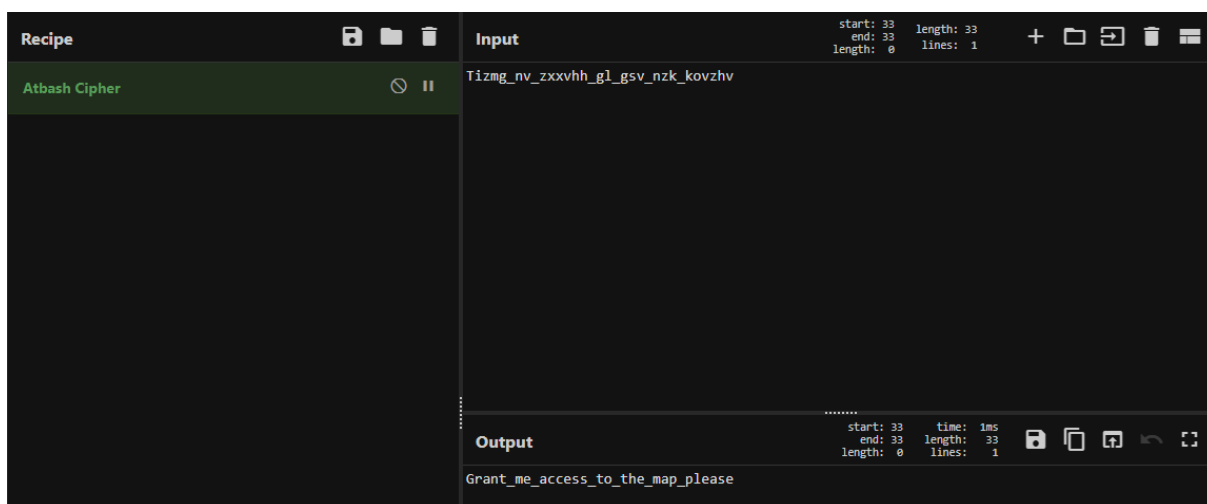 Recipe
Atbash Cipher
Input
start: 33
end: 33
length: 0
length: 33
lines: 1
Tizmg_nv_zxxvhh_gl_gsv_nzk_kovzhv
Output
start: 33
end: 33
length: 0
time: 1ms
length: 33
lines: 1
Grant_me_access_to_the_map_please